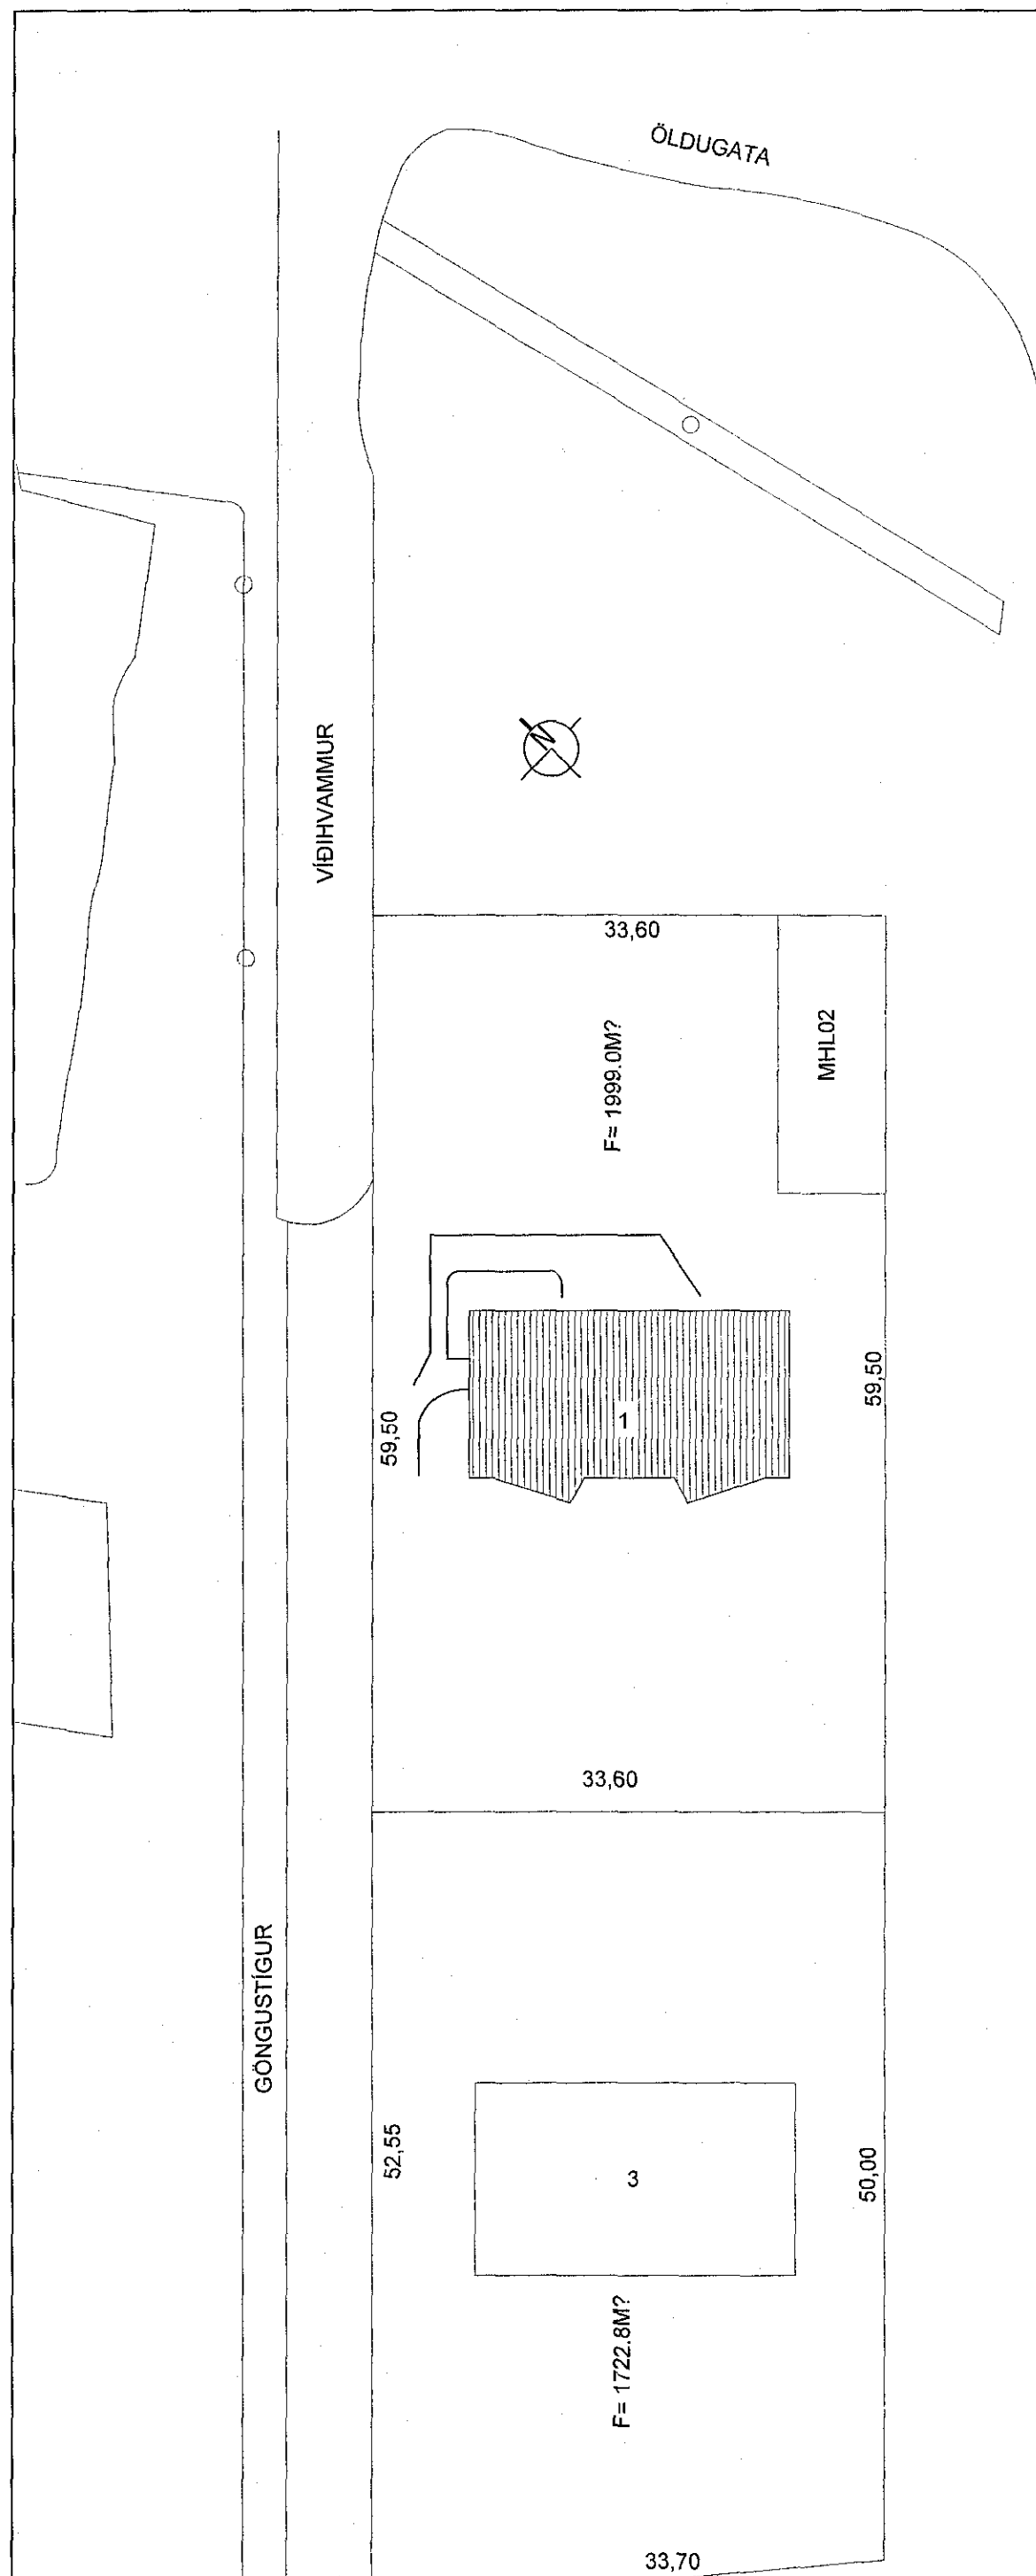 ÖLDUGATA
VÍÐIHVAMMUR
N
33,60
F= 1999.0M?
MHL02
59,50
59,50
1
33,60
GÖNGUSTÍGUR
52,55
50,00
3
F= 1722.8M?
33,70